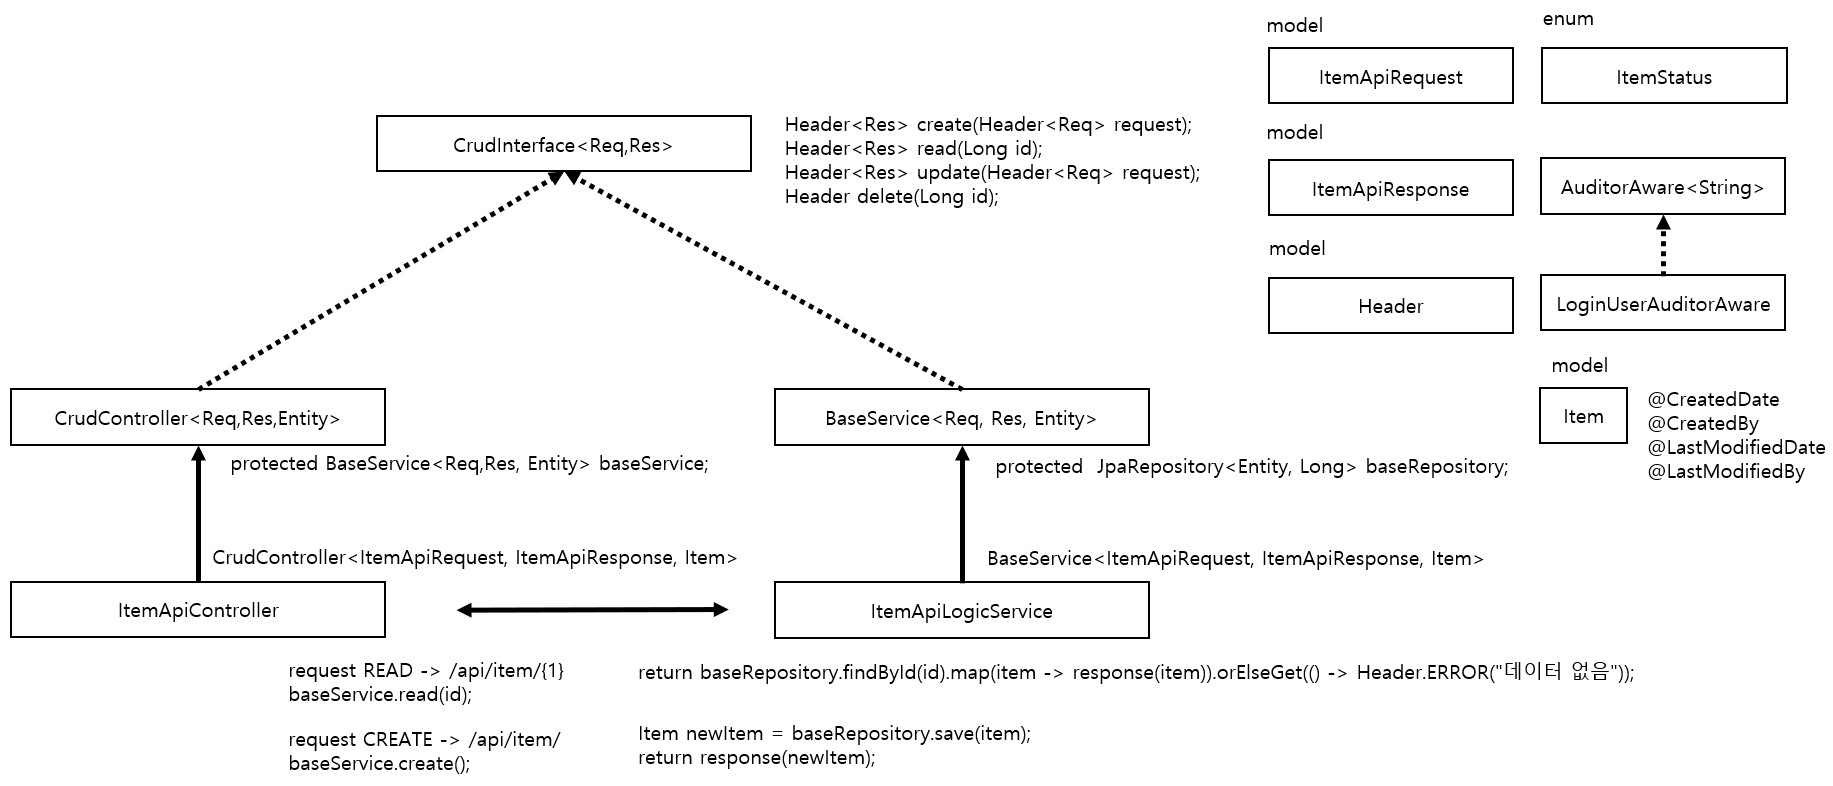 model
enum
ItemApiRequest
ItemStatus
CrudInterface<Req,Res>
Header<Res> create(Header<Req> request);
Header<Res> read(Long id);
Header<Res> update(Header<Req> request);
Header delete(Long id);
model
ItemApiResponse
AuditorAware<String>
model
Header
LoginUserAuditorAware
model
Item
@CreatedDate
@CreatedBy
@LastModifiedDate
@LastModifiedBy
CrudController<Req,Res,Entity>
BaseService<Req, Res, Entity>
protected BaseService<Req,Res, Entity> baseService;
protected  JpaRepository<Entity, Long> baseRepository;
CrudController<ItemApiRequest, ItemApiResponse, Item>
BaseService<ItemApiRequest, ItemApiResponse, Item>
ItemApiController
ItemApiLogicService
request READ -> /api/item/{1}
baseService.read(id);
return baseRepository.findById(id).map(item -> response(item)).orElseGet(() -> Header.ERROR("데이터 없음"));
request CREATE -> /api/item/
baseService.create();
Item newItem = baseRepository.save(item);
return response(newItem);